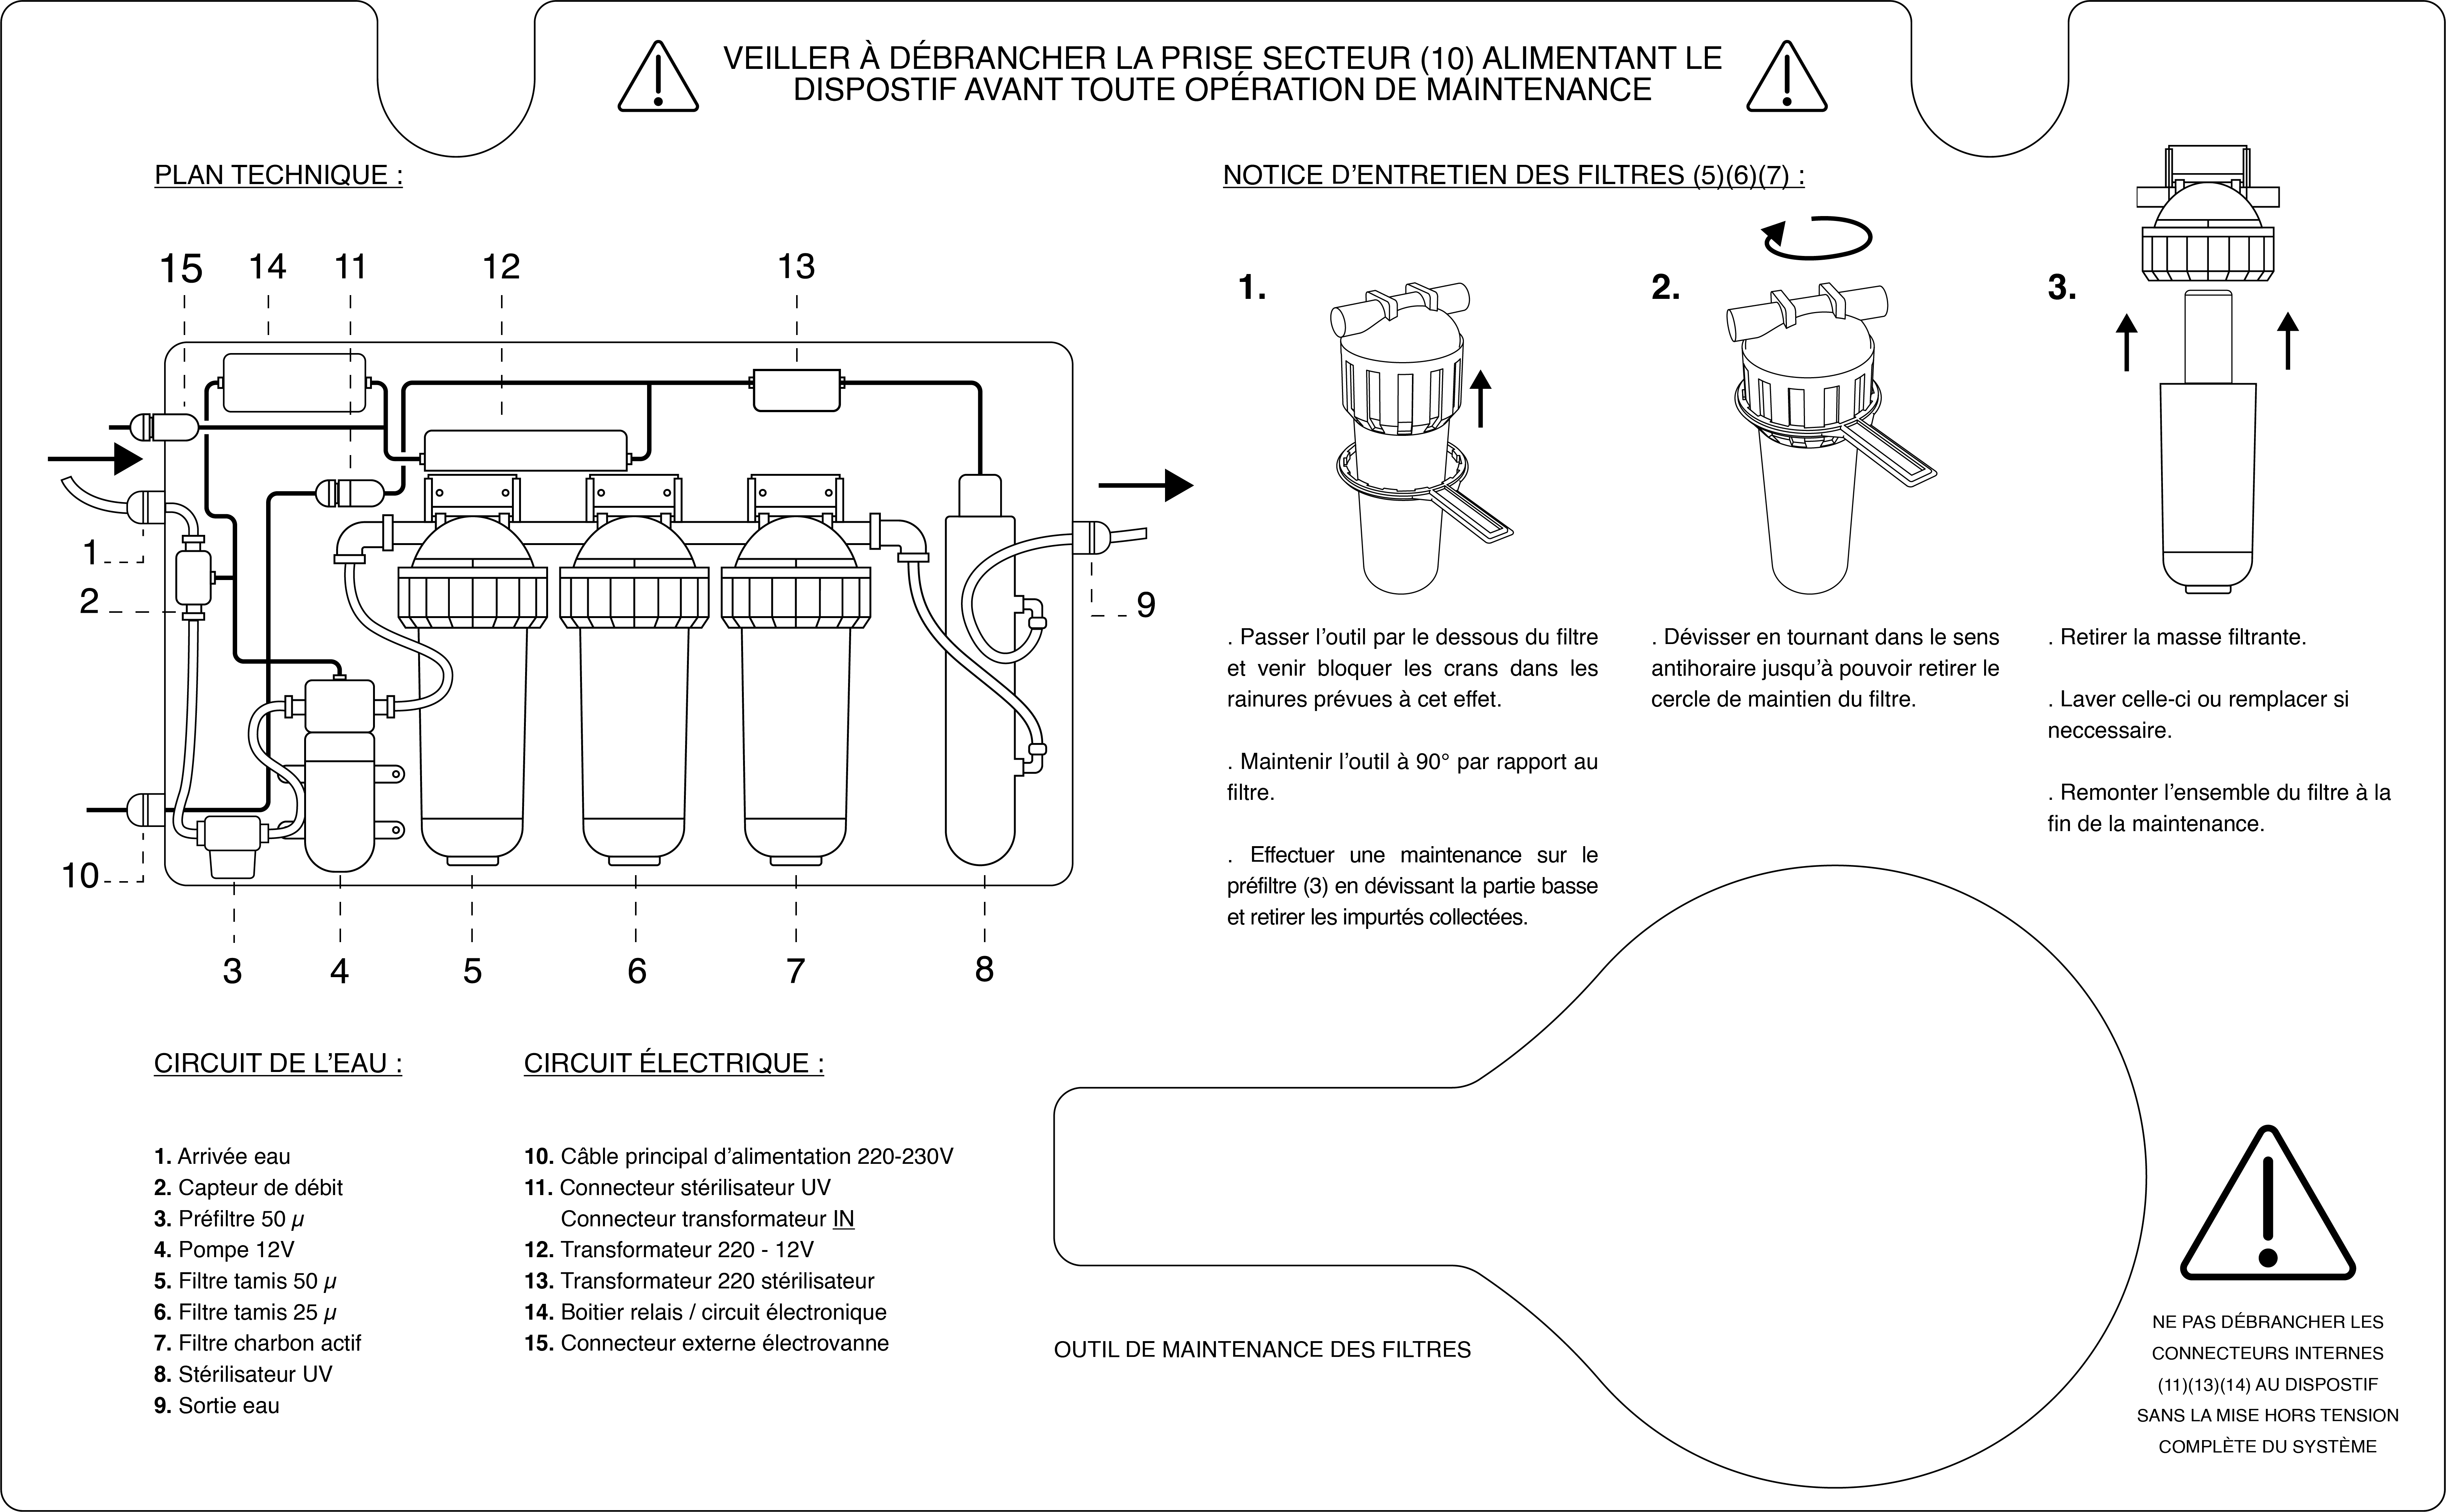 VEILLER À DÉBRANCHER LA PRISE SECTEUR (10) ALIMENTANT LE
DISPOSTIF AVANT TOUTE OPÉRATION DE MAINTENANCE
PLAN TECHNIQUE :
15
14
11
12
13
1
2
9
10
3
4
5
6
7
8
NOTICE D’ENTRETIEN DES FILTRES (5)(6)(7) :
1.
. Passer l’outil par le dessous du filtre
et venir bloquer les crans dans les
rainures prévues à cet effet.
. Maintenir l’outil à 90° par rapport au
filtre.
. Effectuer une maintenance sur le
préfiltre (3) en dévissant la partie basse
et retirer les impurtés collectées.
2.
. Dévisser en tournant dans le sens
antihoraire jusqu’à pouvoir retirer le
cercle de maintien du filtre.
3.
. Retirer la masse filtrante.
. Laver celle-ci ou remplacer si
neccessaire.
. Remonter l’ensemble du filtre à la
fin de la maintenance.
CIRCUIT DE L’EAU :
1. Arrivée eau
2. Capteur de débit
3. Préfiltre 50 µ
4. Pompe 12V
5. Filtre tamis 50 µ
6. Filtre tamis 25 µ
7. Filtre charbon actif
8. Stérilisateur UV
9. Sortie eau
CIRCUIT ÉLECTRIQUE :
10. Câble principal d’alimentation 220-230V
11. Connecteur stérilisateur UV
Connecteur transformateur IN
12. Transformateur 220 - 12V
13. Transformateur 220 stérilisateur
14. Boitier relais / circuit électronique
15. Connecteur externe électrovanne
OUTIL DE MAINTENANCE DES FILTRES
NE PAS DÉBRANCHER LES
CONNECTEURS INTERNES
(11)(13)(14) AU DISPOSTIF
SANS LA MISE HORS TENSION
COMPLÈTE DU SYSTÈME